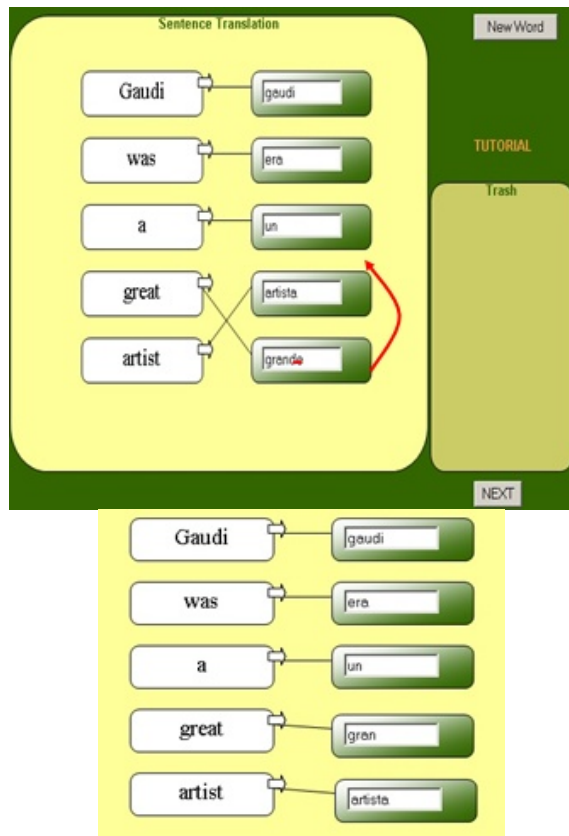 Sentence Translation
New Word
Gaudi gaudi
was era
TUTORIAL
a un
Trash
great artista
artist grande
NEXT
Gaudi gaudi
was era
a un
great gran
artist artista